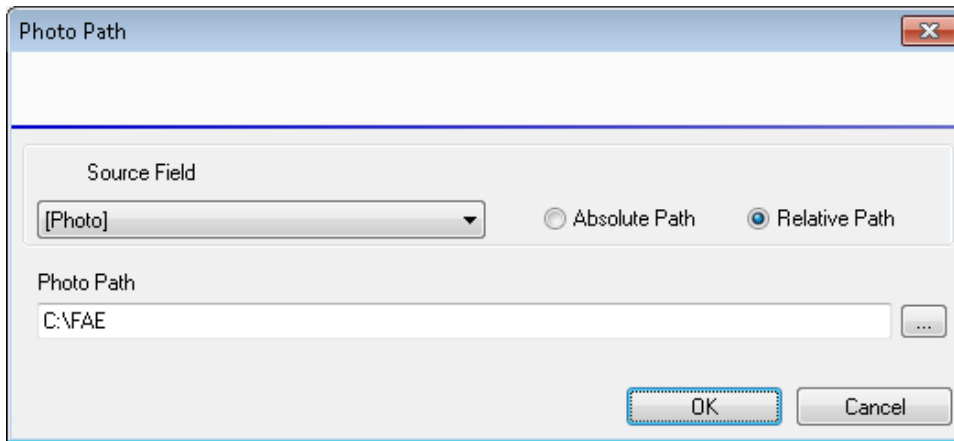 Photo Path
Source Field
[Photo]
Absolute Path
Relative Path
Photo Path
C:\FAE
...
OK
Cancel